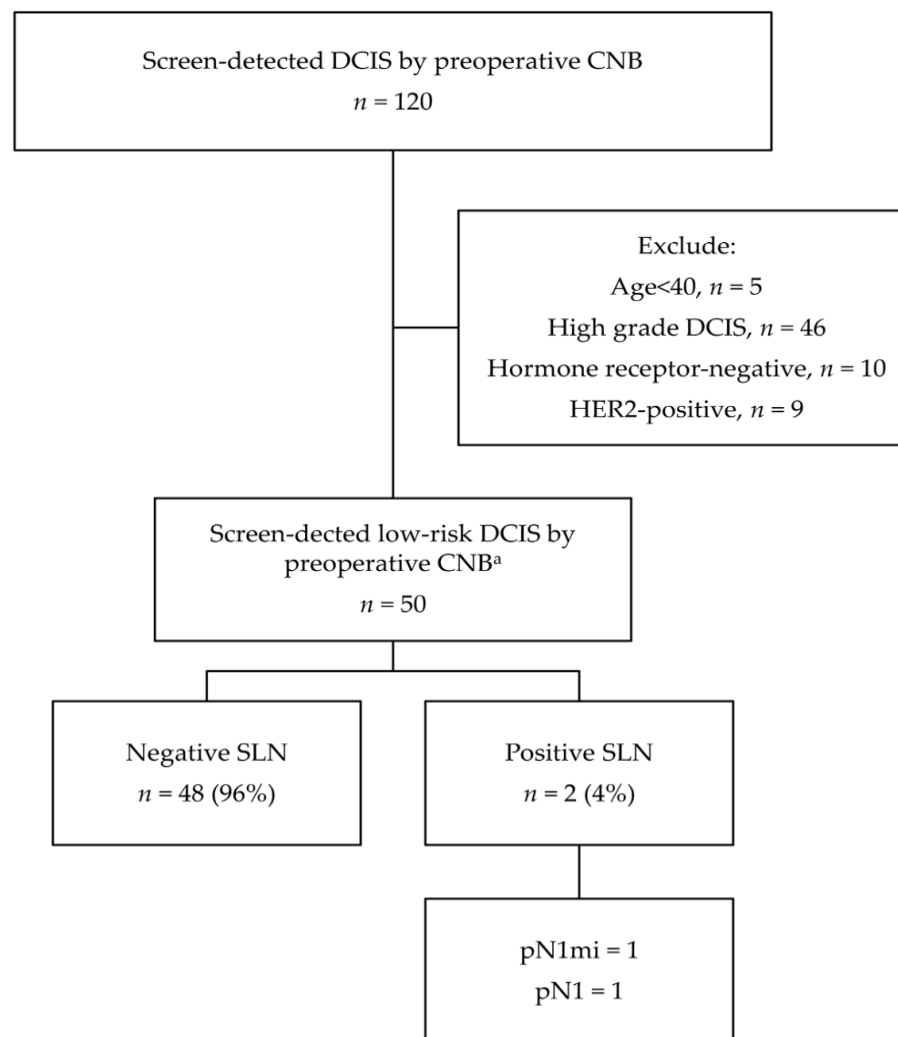 Screen-detected DCIS by preoperative CNB
n = 120
Exclude:
Age<40, n = 5
High grade DCIS, n = 46
Hormone receptor-negative, n = 10
HER2-positive, n = 9
Screen-dected low-risk DCIS by
preoperative CNBᵃ
n = 50
Negative SLN
n = 48 (96%)
Positive SLN
n = 2 (4%)
pN1mi = 1
pN1 = 1